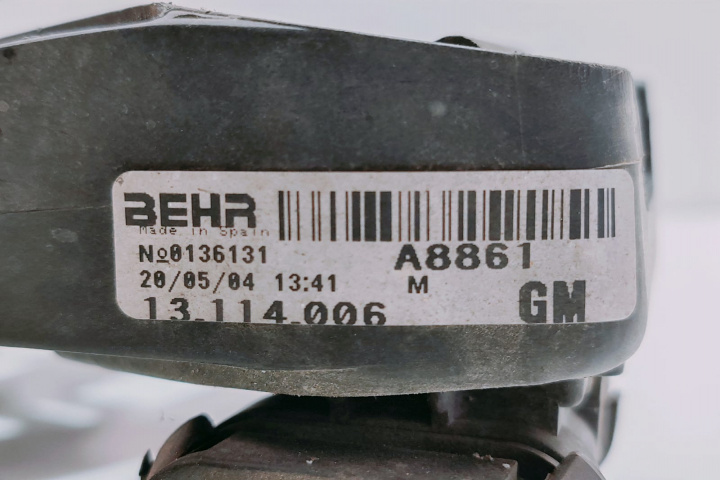 BEHR
Made in Spain
№0136131
A8861
20/05/04 13:41
M
13.114.006
GM